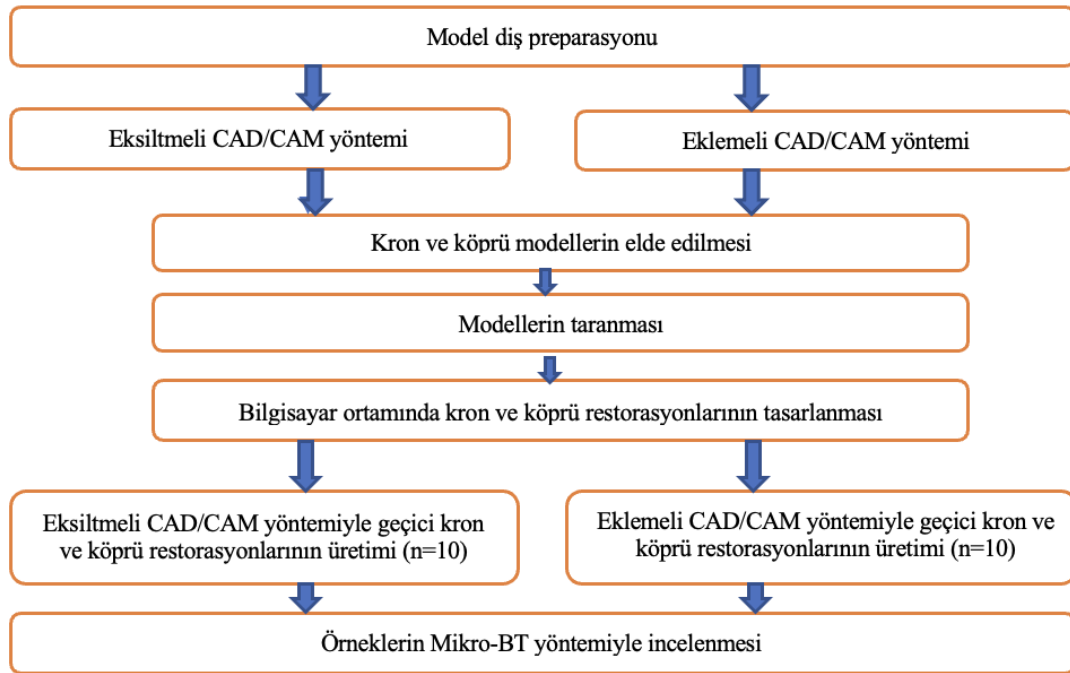 Model diş preparasyonu
Eksiltmeli CAD/CAM yöntemi
Eklemeli CAD/CAM yöntemi
Kron ve köprü modellerin elde edilmesi
Modellerin taranması
Bilgisayar ortamında kron ve köprü restorasyonlarının tasarlanması
Eksiltmeli CAD/CAM yöntemiyle geçici kron
ve köprü restorasyonlarının üretimi (n=10)
Eklemeli CAD/CAM yöntemiyle geçici kron ve
köprü restorasyonlarının üretimi (n=10)
Örneklerin Mikro-BT yöntemiyle incelenmesi